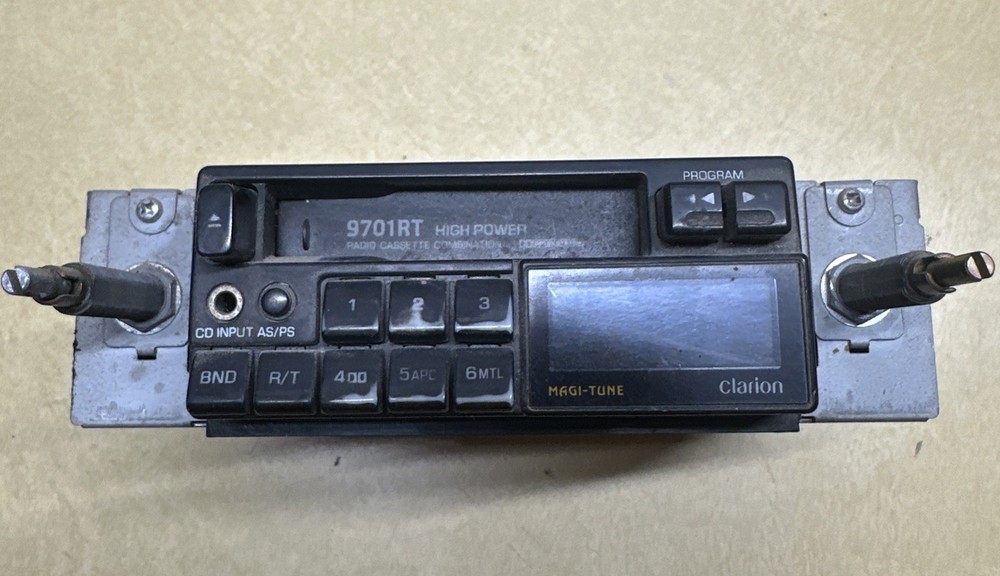 PROGRAM
9701RT HIGH POWER
RADIO CASSETTE COMBINATION
1 2 3
CD INPUT AS/PS
BND R/T 4 5APC 6MTL
MAGI-TUNE Clarion